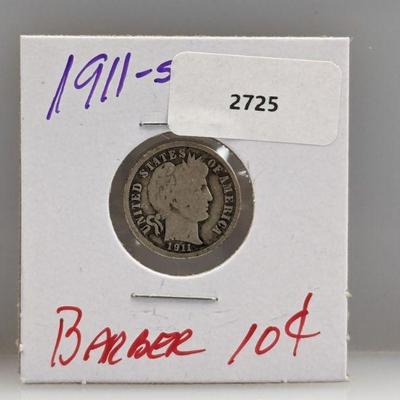 1911-S
2725
UNITED STATES OF AMERICA
1911
BARBER 10¢